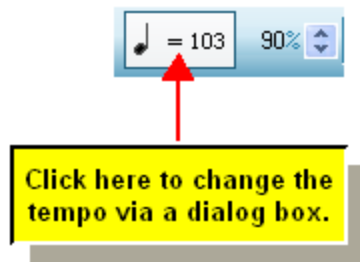 = 103 90%
Click here to change the
tempo via a dialog box.